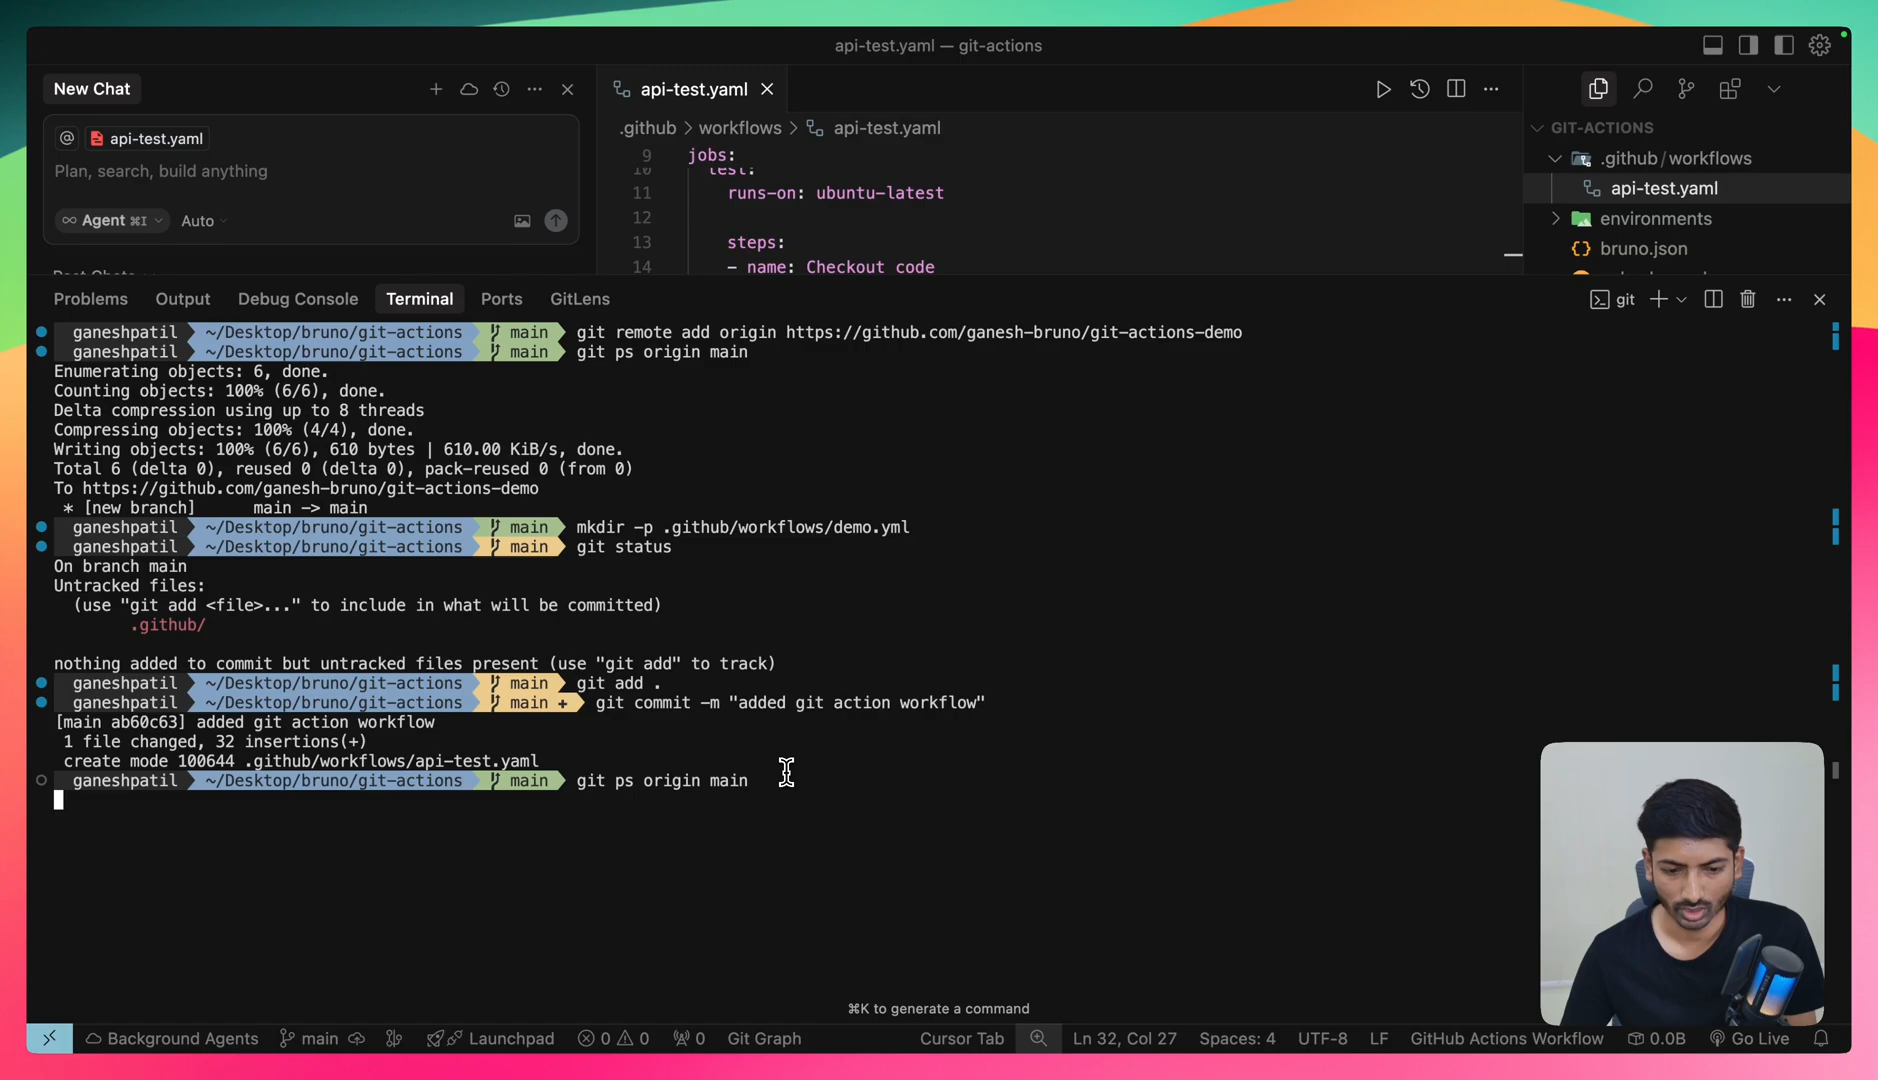 api-test.yaml — git-actions
New Chat
@ api-test.yaml
Plan, search, build anything
∞ Agent ⌘I Auto
api-test.yaml
.github > workflows > api-test.yaml
9 jobs:
10 test:
11 runs-on: ubuntu-latest
12
13 steps:
14 - name: Checkout code
GIT-ACTIONS
.github/workflows
api-test.yaml
environments
{} bruno.json
Problems Output Debug Console Terminal Ports GitLens
git
ganeshpatil ~/Desktop/bruno/git-actions main git remote add origin https://github.com/ganesh-bruno/git-actions-demo
ganeshpatil ~/Desktop/bruno/git-actions main git ps origin main
Enumerating objects: 6, done.
Counting objects: 100% (6/6), done.
Delta compression using up to 8 threads
Compressing objects: 100% (4/4), done.
Writing objects: 100% (6/6), 610 bytes | 610.00 KiB/s, done.
Total 6 (delta 0), reused 0 (delta 0), pack-reused 0 (from 0)
To https://github.com/ganesh-bruno/git-actions-demo
* [new branch] main -> main
ganeshpatil ~/Desktop/bruno/git-actions main mkdir -p .github/workflows/demo.yml
ganeshpatil ~/Desktop/bruno/git-actions main git status
On branch main
Untracked files:
(use "git add <file>..." to include in what will be committed)
.github/
nothing added to commit but untracked files present (use "git add" to track)
ganeshpatil ~/Desktop/bruno/git-actions main git add .
ganeshpatil ~/Desktop/bruno/git-actions main + git commit -m "added git action workflow"
[main ab60c63] added git action workflow
1 file changed, 32 insertions(+)
create mode 100644 .github/workflows/api-test.yaml
ganeshpatil ~/Desktop/bruno/git-actions main git ps origin main
⌘K to generate a command
Background Agents main Launchpad 0 0 0 Git Graph Cursor Tab Ln 32, Col 27 Spaces: 4 UTF-8 LF GitHub Actions Workflow 0.0B Go Live